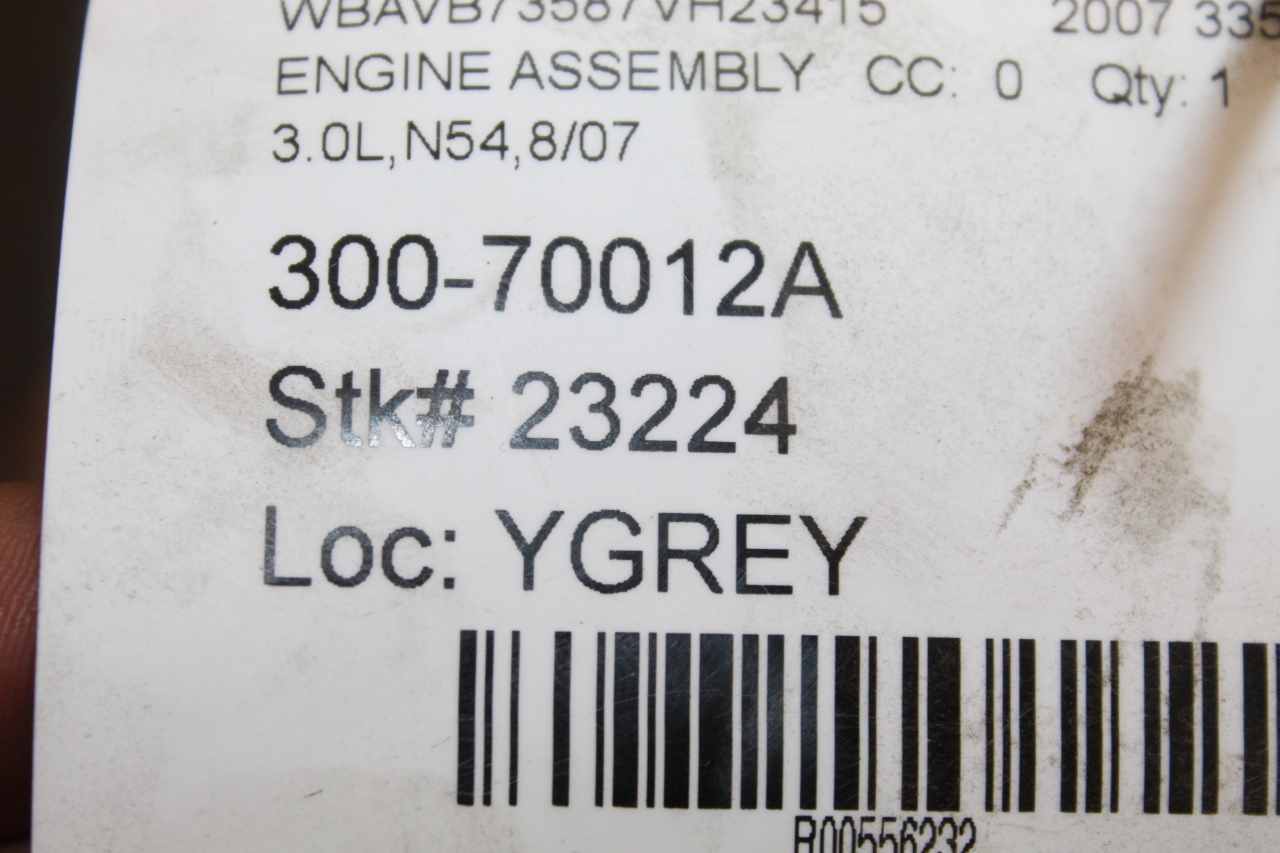 WBAVB73587VH23415 2007 335
ENGINE ASSEMBLY CC: 0 Qty: 1
3.0L,N54,8/07
300-70012A
Stk# 23224
Loc: YGREY
R00556232